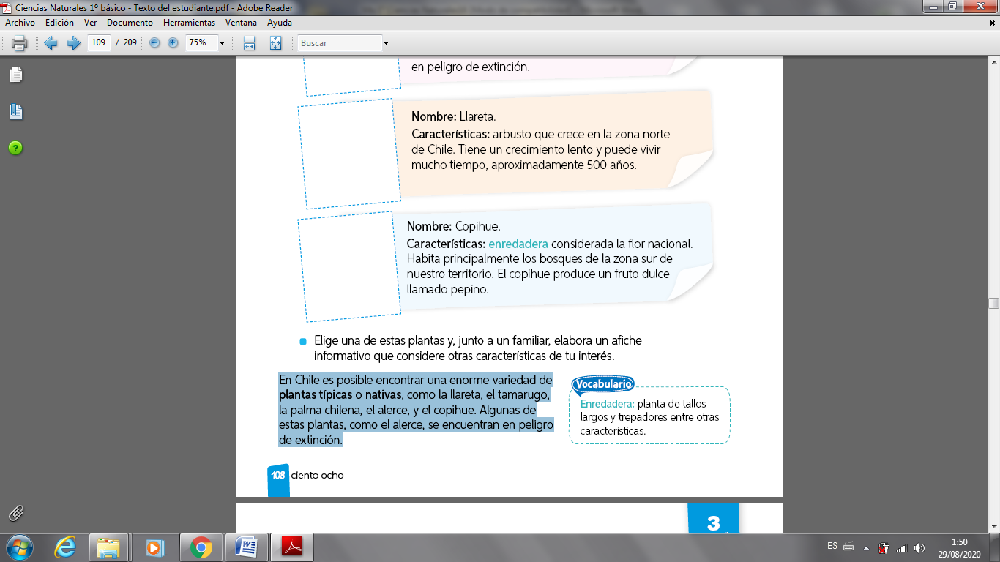 Ciencias Naturales 1º básico - Texto del estudiante.pdf - Adobe Reader
Archivo Edición Ver Documento Herramientas Ventana Ayuda
109 / 209 75% Buscar
en peligro de extinción.
Nombre: Llareta.
Características: arbusto que crece en la zona norte
de Chile. Tiene un crecimiento lento y puede vivir
mucho tiempo, aproximadamente 500 años.
Nombre: Copihue.
Características: enredadera considerada la flor nacional.
Habita principalmente los bosques de la zona sur de
nuestro territorio. El copihue produce un fruto dulce
llamado pepino.
Elige una de estas plantas y, junto a un familiar, elabora un afiche
informativo que considere otras características de tu interés.
En Chile es posible encontrar una enorme variedad de
plantas típicas o nativas, como la llareta, el tamarugo,
la palma chilena, el alerce, y el copihue. Algunas de
estas plantas, como el alerce, se encuentran en peligro
de extinción.
Vocabulario
Enredadera: planta de tallos
largos y trepadores entre otras
características.
108 ciento ocho
3
ES
1:50
29/08/2020